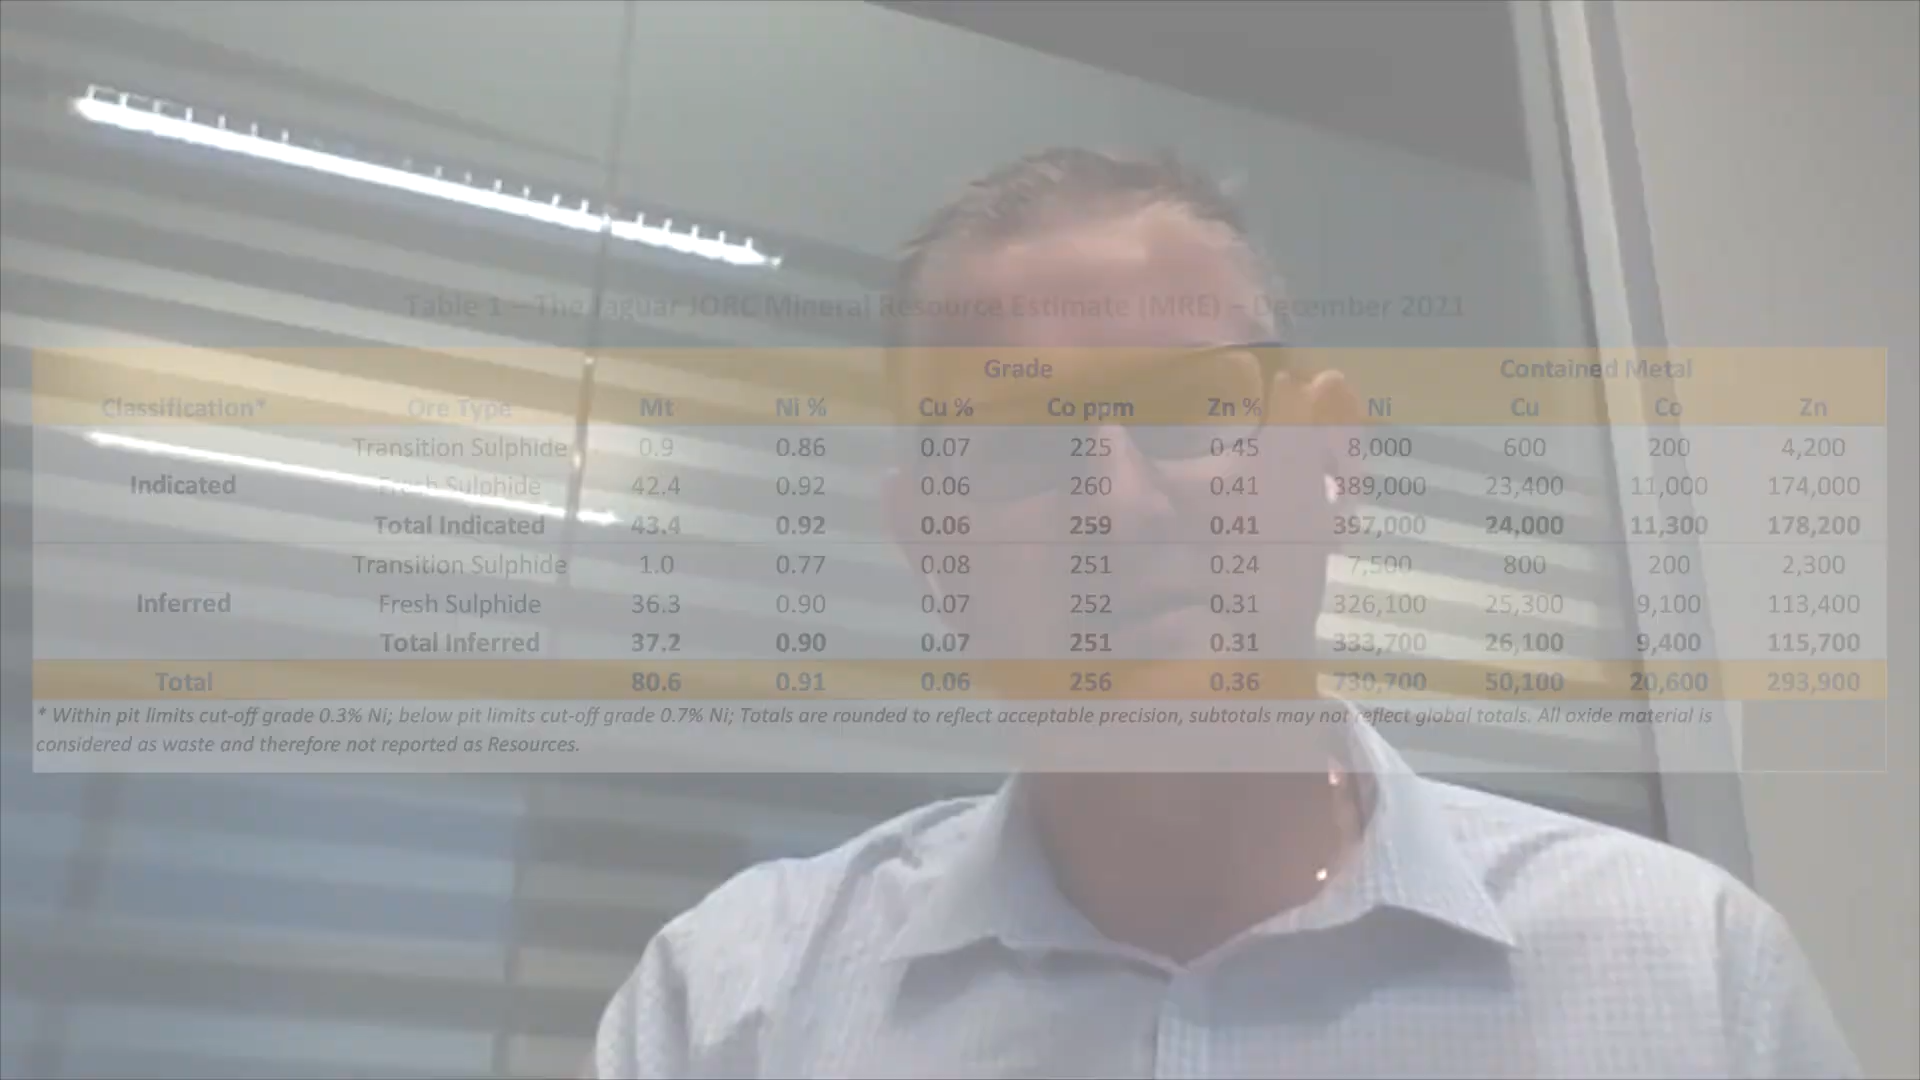 Table 1 – The Jaguar JORC Mineral Resource Estimate (MRE) – December 2021
Grade Contained Metal
Classification* Ore Type Mt Ni % Cu % Co ppm Zn % Ni Cu Co Zn
Transition Sulphide 0.9 0.86 0.07 225 0.45 8,000 600 200 4,200
Indicated Fresh Sulphide 42.4 0.92 0.06 260 0.41 389,000 23,400 11,000 174,000
Total Indicated 43.4 0.92 0.06 259 0.41 397,000 24,000 11,300 178,200
Transition Sulphide 1.0 0.77 0.08 251 0.24 7,500 800 200 2,300
Inferred Fresh Sulphide 36.3 0.90 0.07 252 0.31 326,100 25,300 9,100 113,400
Total Inferred 37.2 0.90 0.07 251 0.31 333,700 26,100 9,400 115,700
Total 80.6 0.91 0.06 256 0.36 730,700 50,100 20,600 293,900
* Within pit limits cut-off grade 0.3% Ni; below pit limits cut-off grade 0.7% Ni; Totals are rounded to reflect acceptable precision, subtotals may not reflect global totals. All oxide material is
considered as waste and therefore not reported as Resources.